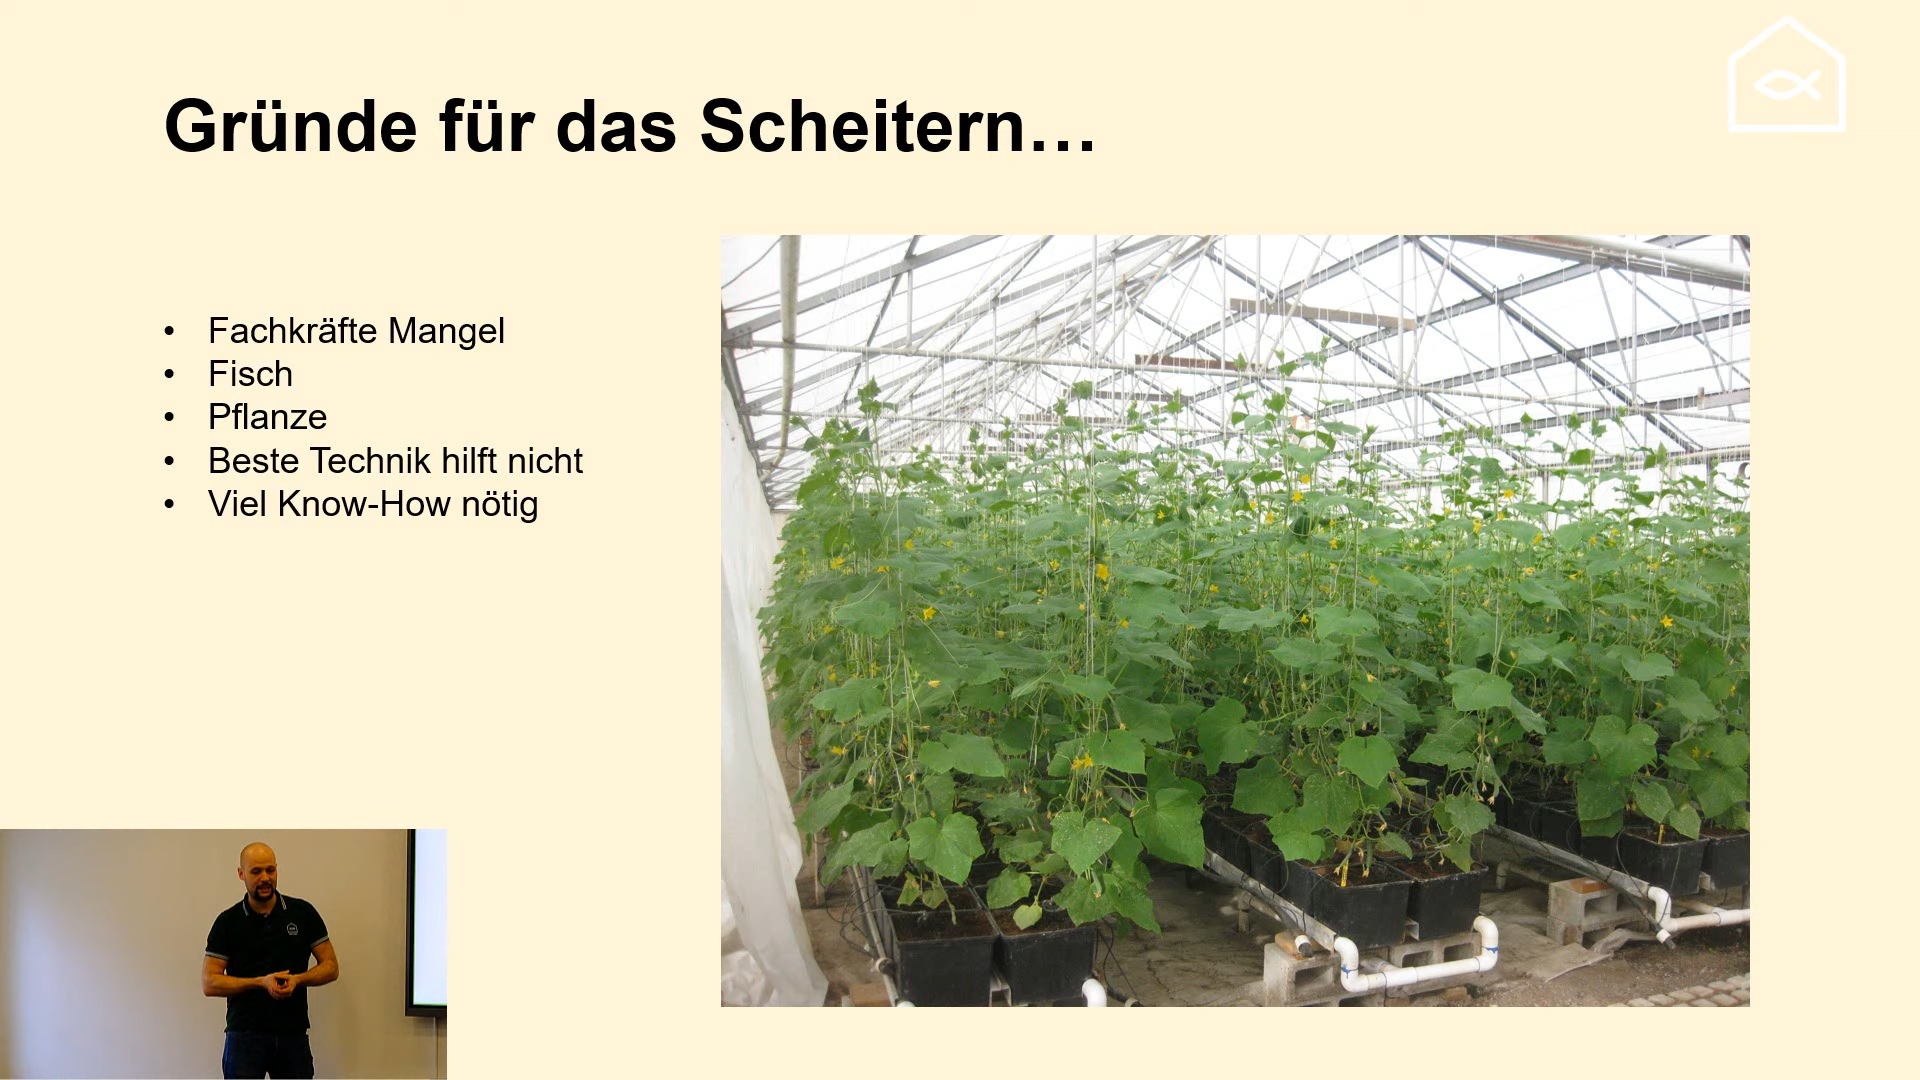 Gründe für das Scheitern…
• Fachkräfte Mangel
• Fisch
• Pflanze
• Beste Technik hilft nicht
• Viel Know-How nötig